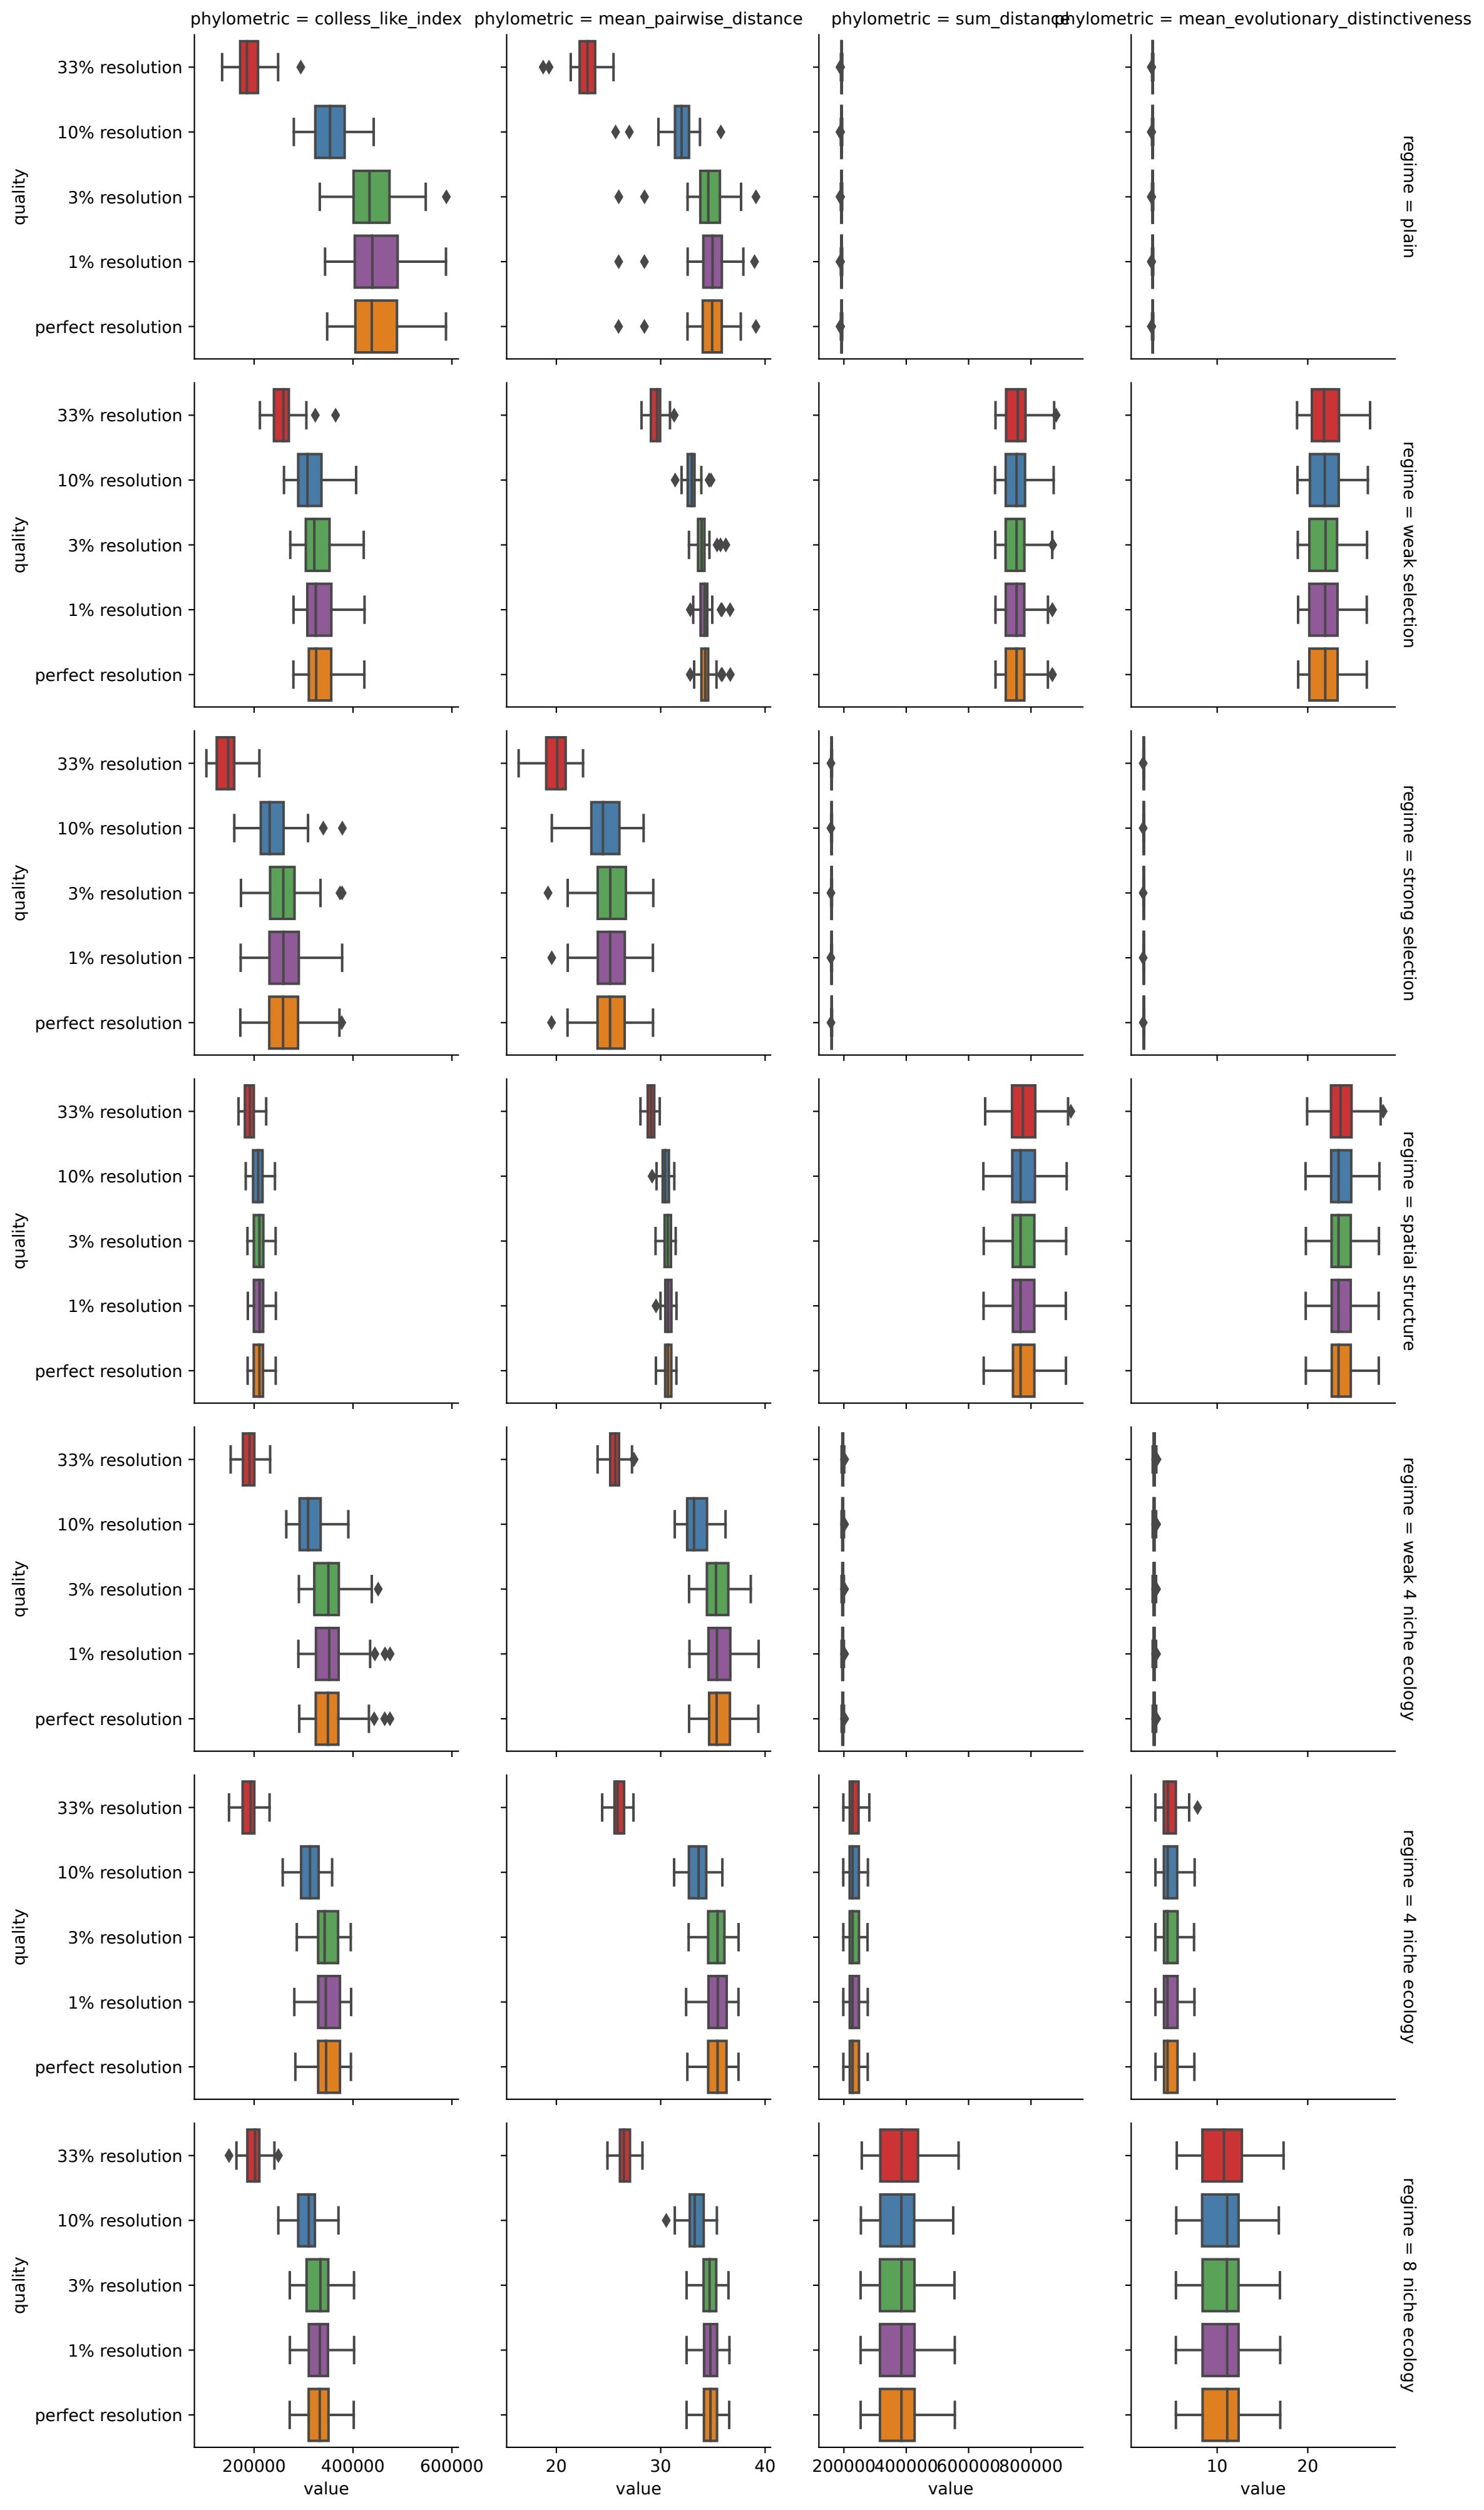 phylometric = colless_like_index
phylometric = mean_pairwise_distance
phylometric = sum_distance
phylometric = mean_evolutionary_distinctiveness
33% resolution
10% resolution
3% resolution
1% resolution
perfect resolution
quality
regime = plain
33% resolution
10% resolution
3% resolution
1% resolution
perfect resolution
quality
regime = weak selection
33% resolution
10% resolution
3% resolution
1% resolution
perfect resolution
quality
regime = strong selection
33% resolution
10% resolution
3% resolution
1% resolution
perfect resolution
quality
regime = spatial structure
33% resolution
10% resolution
3% resolution
1% resolution
perfect resolution
quality
regime = weak 4 niche ecology
33% resolution
10% resolution
3% resolution
1% resolution
perfect resolution
quality
regime = 4 niche ecology
33% resolution
10% resolution
3% resolution
1% resolution
perfect resolution
quality
regime = 8 niche ecology
200000 400000 600000
value
20 30 40
value
200000 400000 600000 800000
value
10 20
value